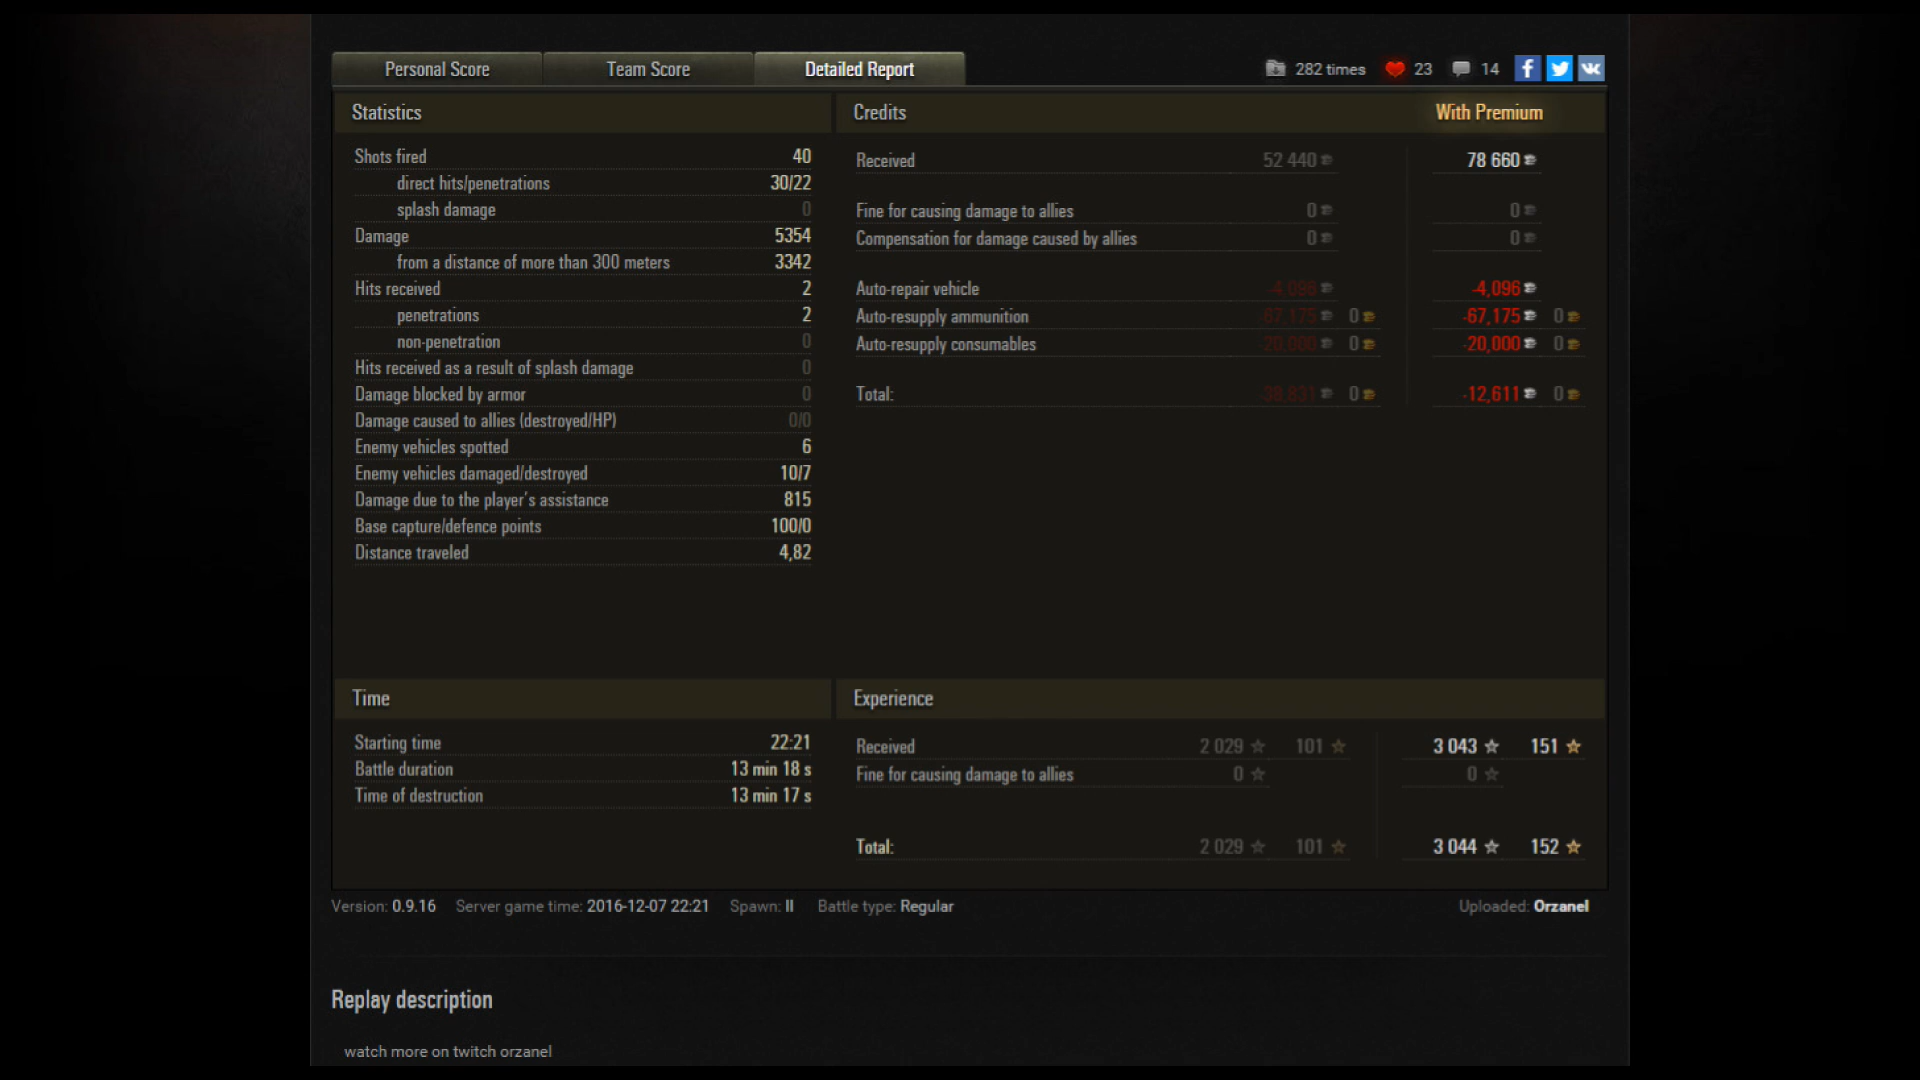 Personal Score
Team Score
Detailed Report
282 times
23
14
Statistics
Shots fired 40
direct hits/penetrations 30/22
splash damage 0
Damage 5354
from a distance of more than 300 meters 3342
Hits received 2
penetrations 2
non-penetration 0
Hits received as a result of splash damage 0
Damage blocked by armor 0
Damage caused to allies (destroyed/HP) 0/0
Enemy vehicles spotted 6
Enemy vehicles damaged/destroyed 10/7
Damage due to the player's assistance 815
Base capture/defence points 100/0
Distance traveled 4,82
Credits With Premium
Received 52 440 78 660
Fine for causing damage to allies 0 0
Compensation for damage caused by allies 0 0
Auto-repair vehicle -4,096 -4,096
Auto-resupply ammunition -67,175 0 -67,175 0
Auto-resupply consumables -20,000 0 -20,000 0
Total: -38,831 0 -12,611 0
Time
Starting time 22:21
Battle duration 13 min 18 s
Time of destruction 13 min 17 s
Experience
Received 2 029 101 3 043 151
Fine for causing damage to allies 0 0
Total: 2 029 101 3 044 152
Version: 0.9.16 Server game time: 2016-12-07 22:21 Spawn: II Battle type: Regular
Uploaded: Orzanel
Replay description
watch more on twitch orzanel